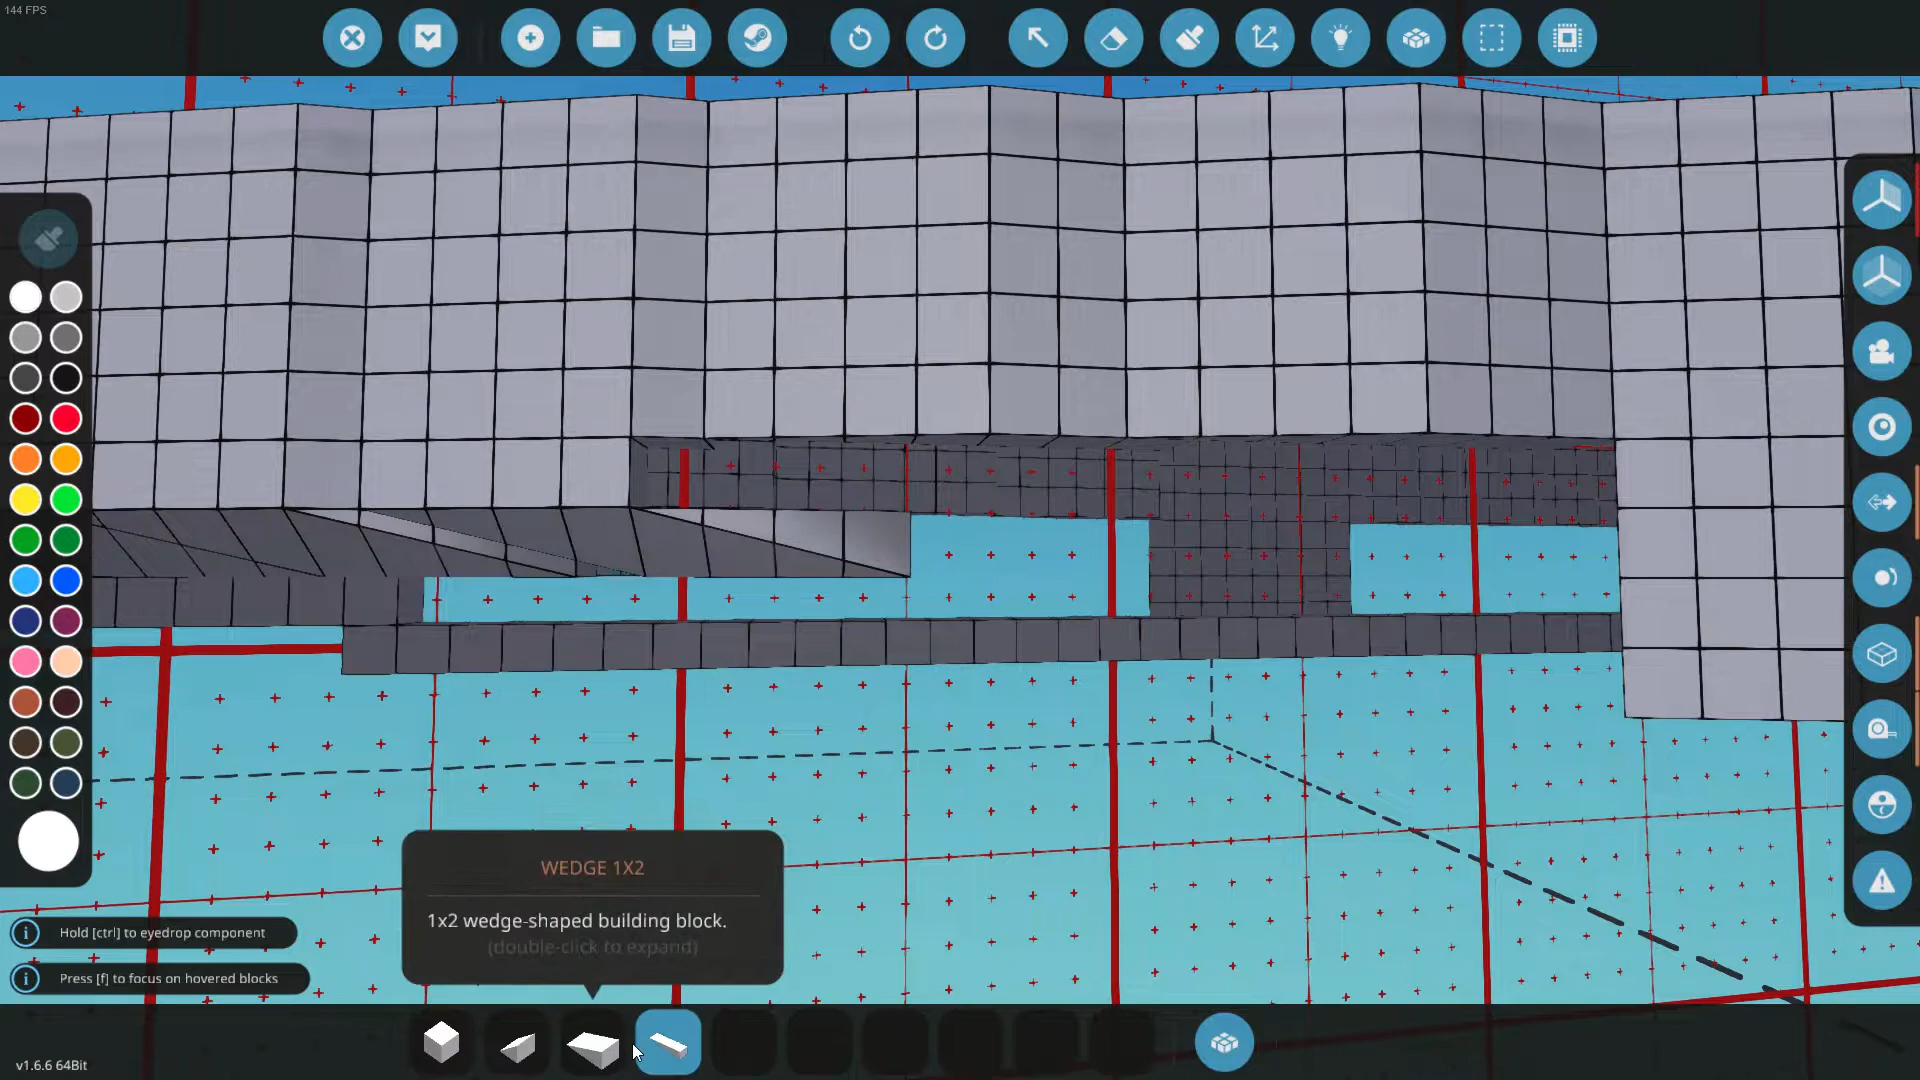 144 FPS
WEDGE 1X2
1x2 wedge-shaped building block.
(double-click to expand)
Hold [ctrl] to eyedrop component
Press [f] to focus on hovered blocks
v1.6.6 64Bit